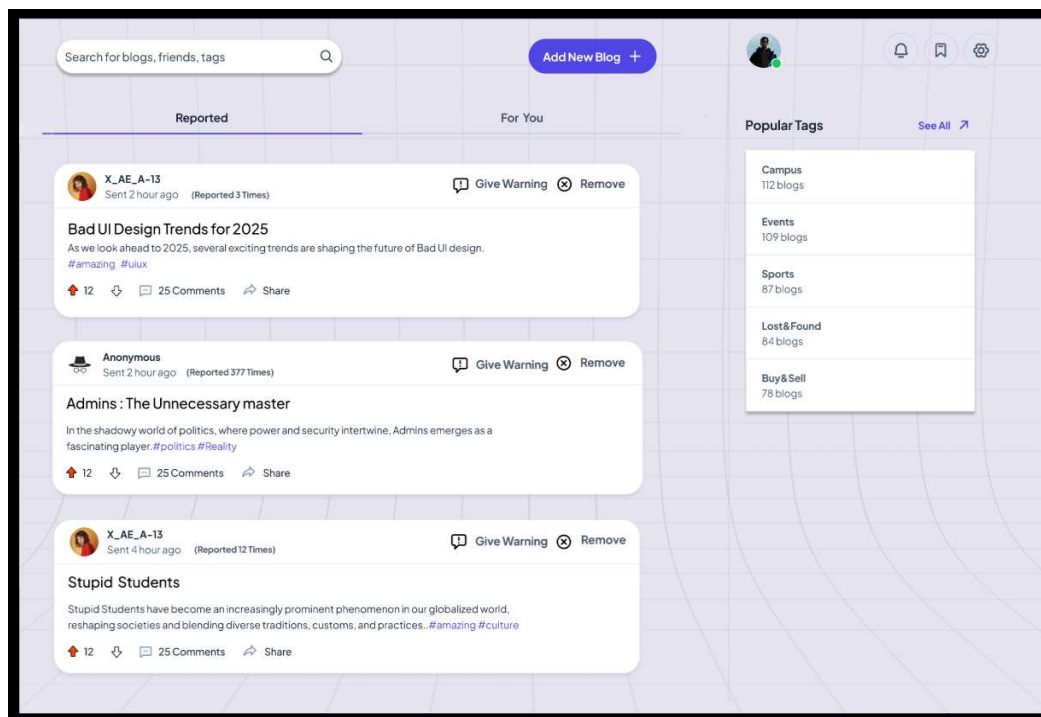 Search for blogs, friends, tags
Add New Blog +
Reported
For You
X_AE_A-13
Sent 2 hour ago (Reported 3 Times)
Give Warning Remove
Bad UI Design Trends for 2025
As we look ahead to 2025, several exciting trends are shaping the future of Bad UI design.
#amazing #uiux
12 25 Comments Share
Anonymous
Sent 2 hour ago (Reported 377 Times)
Give Warning Remove
Admins : The Unnecessary master
In the shadowy world of politics, where power and security intertwine, Admins emerges as a
fascinating player.#politics #Reality
12 25 Comments Share
X_AE_A-13
Sent 4 hour ago (Reported 12 Times)
Give Warning Remove
Stupid Students
Stupid Students have become an increasingly prominent phenomenon in our globalized world,
reshaping societies and blending diverse traditions, customs, and practices..#amazing #culture
12 25 Comments Share
Popular Tags See All
Campus
112 blogs
Events
109 blogs
Sports
87 blogs
Lost&Found
84 blogs
Buy&Sell
78 blogs